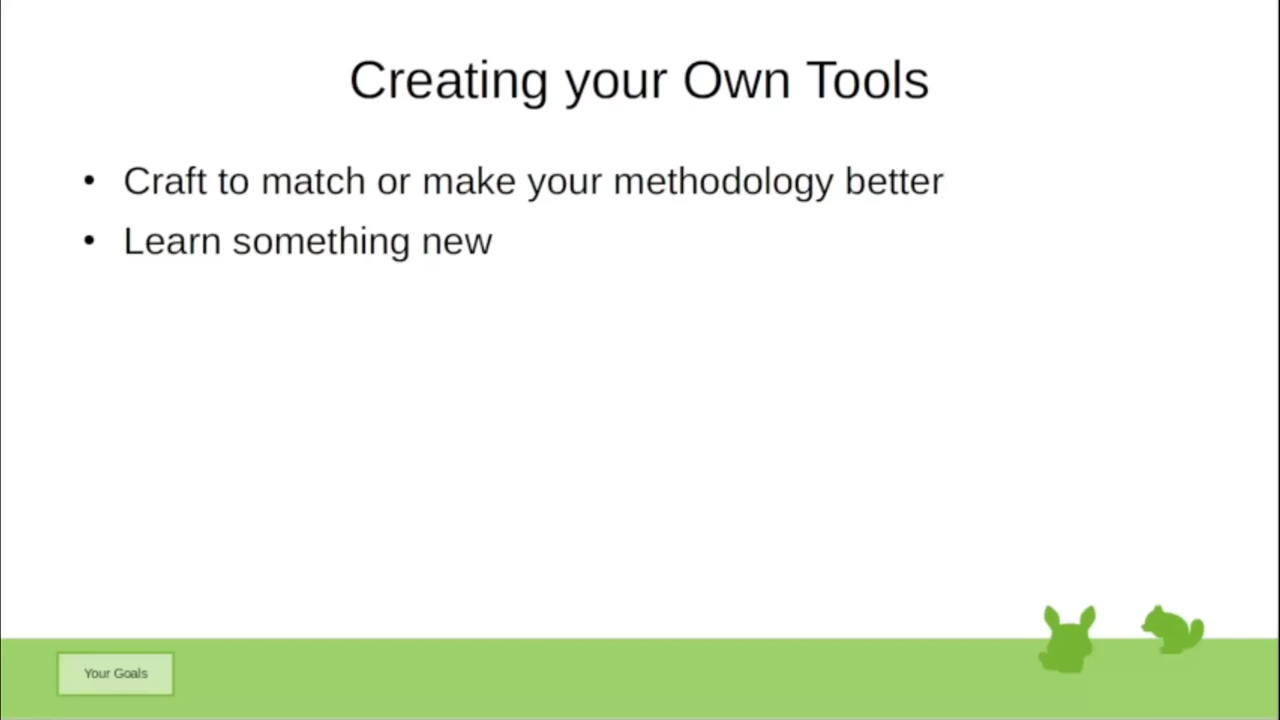 Creating your Own Tools
• Craft to match or make your methodology better
• Learn something new
Your Goals